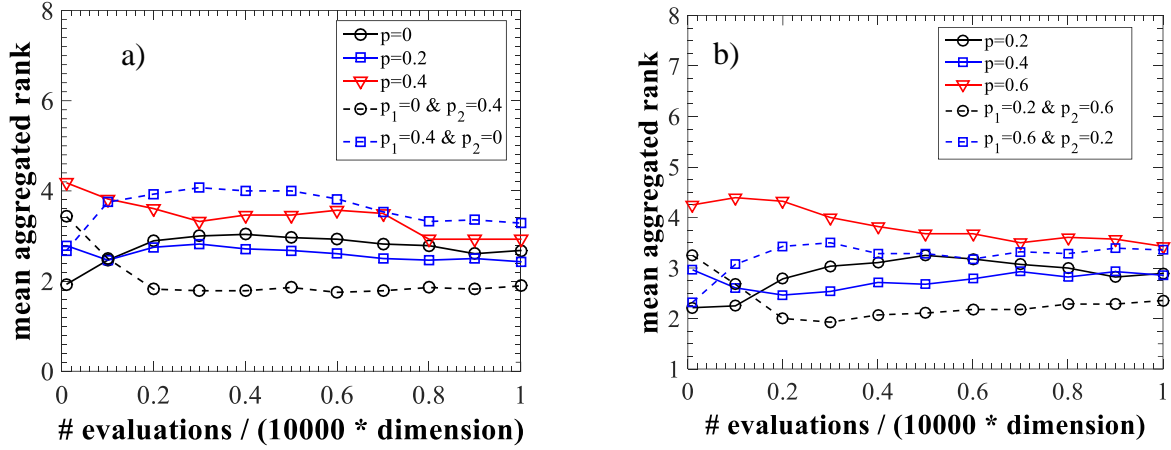 a)
mean aggregated rank
8
6
4
2
0
p=0
p=0.2
p=0.4
p₁=0 & p₂=0.4
p₁=0.4 & p₂=0
0 0.2 0.4 0.6 0.8 1
# evaluations / (10000 * dimension)
b)
mean aggregated rank
8
7
6
5
4
3
2
1
p=0.2
p=0.4
p=0.6
p₁=0.2 & p₂=0.6
p₁=0.6 & p₂=0.2
0 0.2 0.4 0.6 0.8 1
# evaluations / (10000 * dimension)